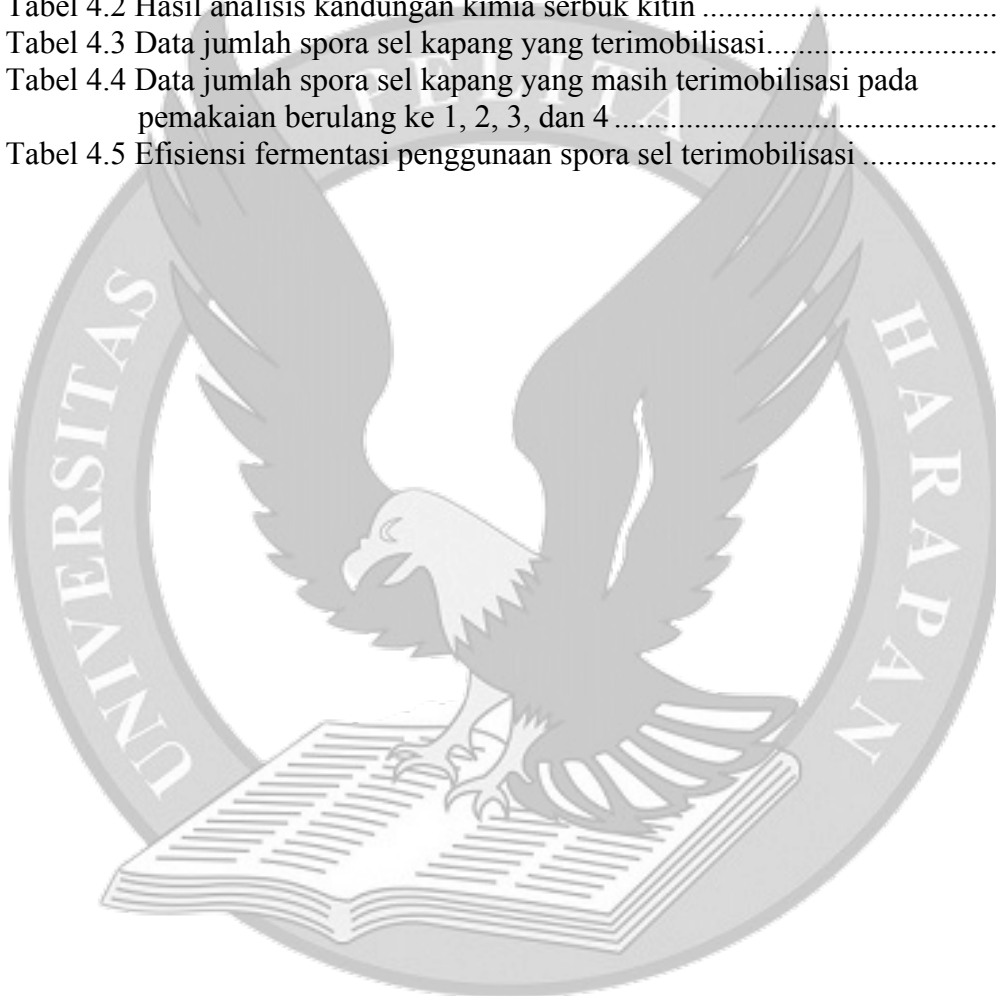 Tabel 4.2 Hasil analisis kandungan kimia serbuk kitin ..................................
Tabel 4.3 Data jumlah spora sel kapang yang terimobilisasi..........................
Tabel 4.4 Data jumlah spora sel kapang yang masih terimobilisasi pada
pemakaian berulang ke 1, 2, 3, dan 4 .............................................
Tabel 4.5 Efisiensi fermentasi penggunaan spora sel terimobilisasi ................
UNIVERSITAS PELITA HARAPAN